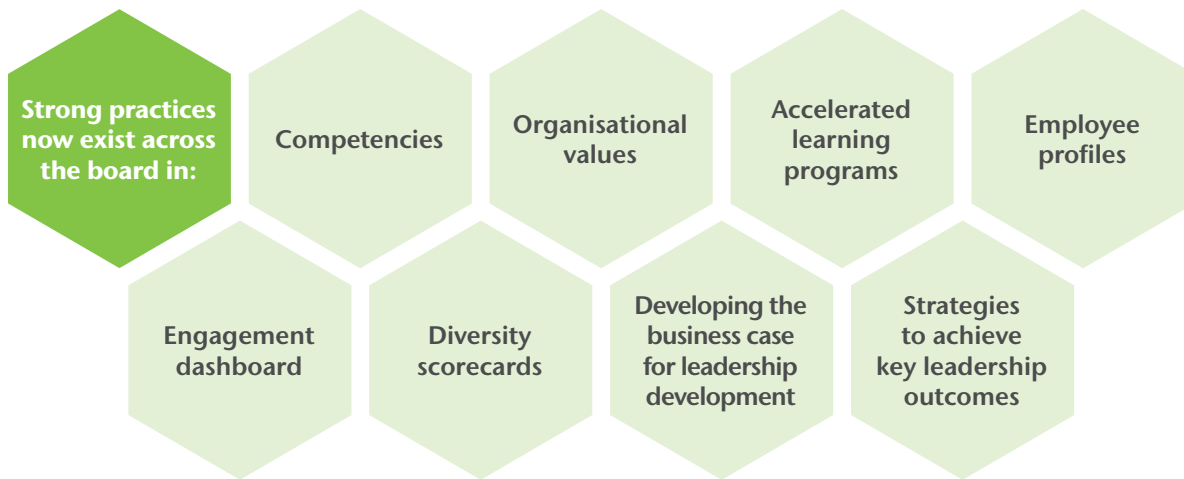 Strong practices
now exist across
the board in:
Competencies
Organisational
values
Accelerated
learning
programs
Employee
profiles
Engagement
dashboard
Diversity
scorecards
Developing the
business case
for leadership
development
Strategies
to achieve
key leadership
outcomes